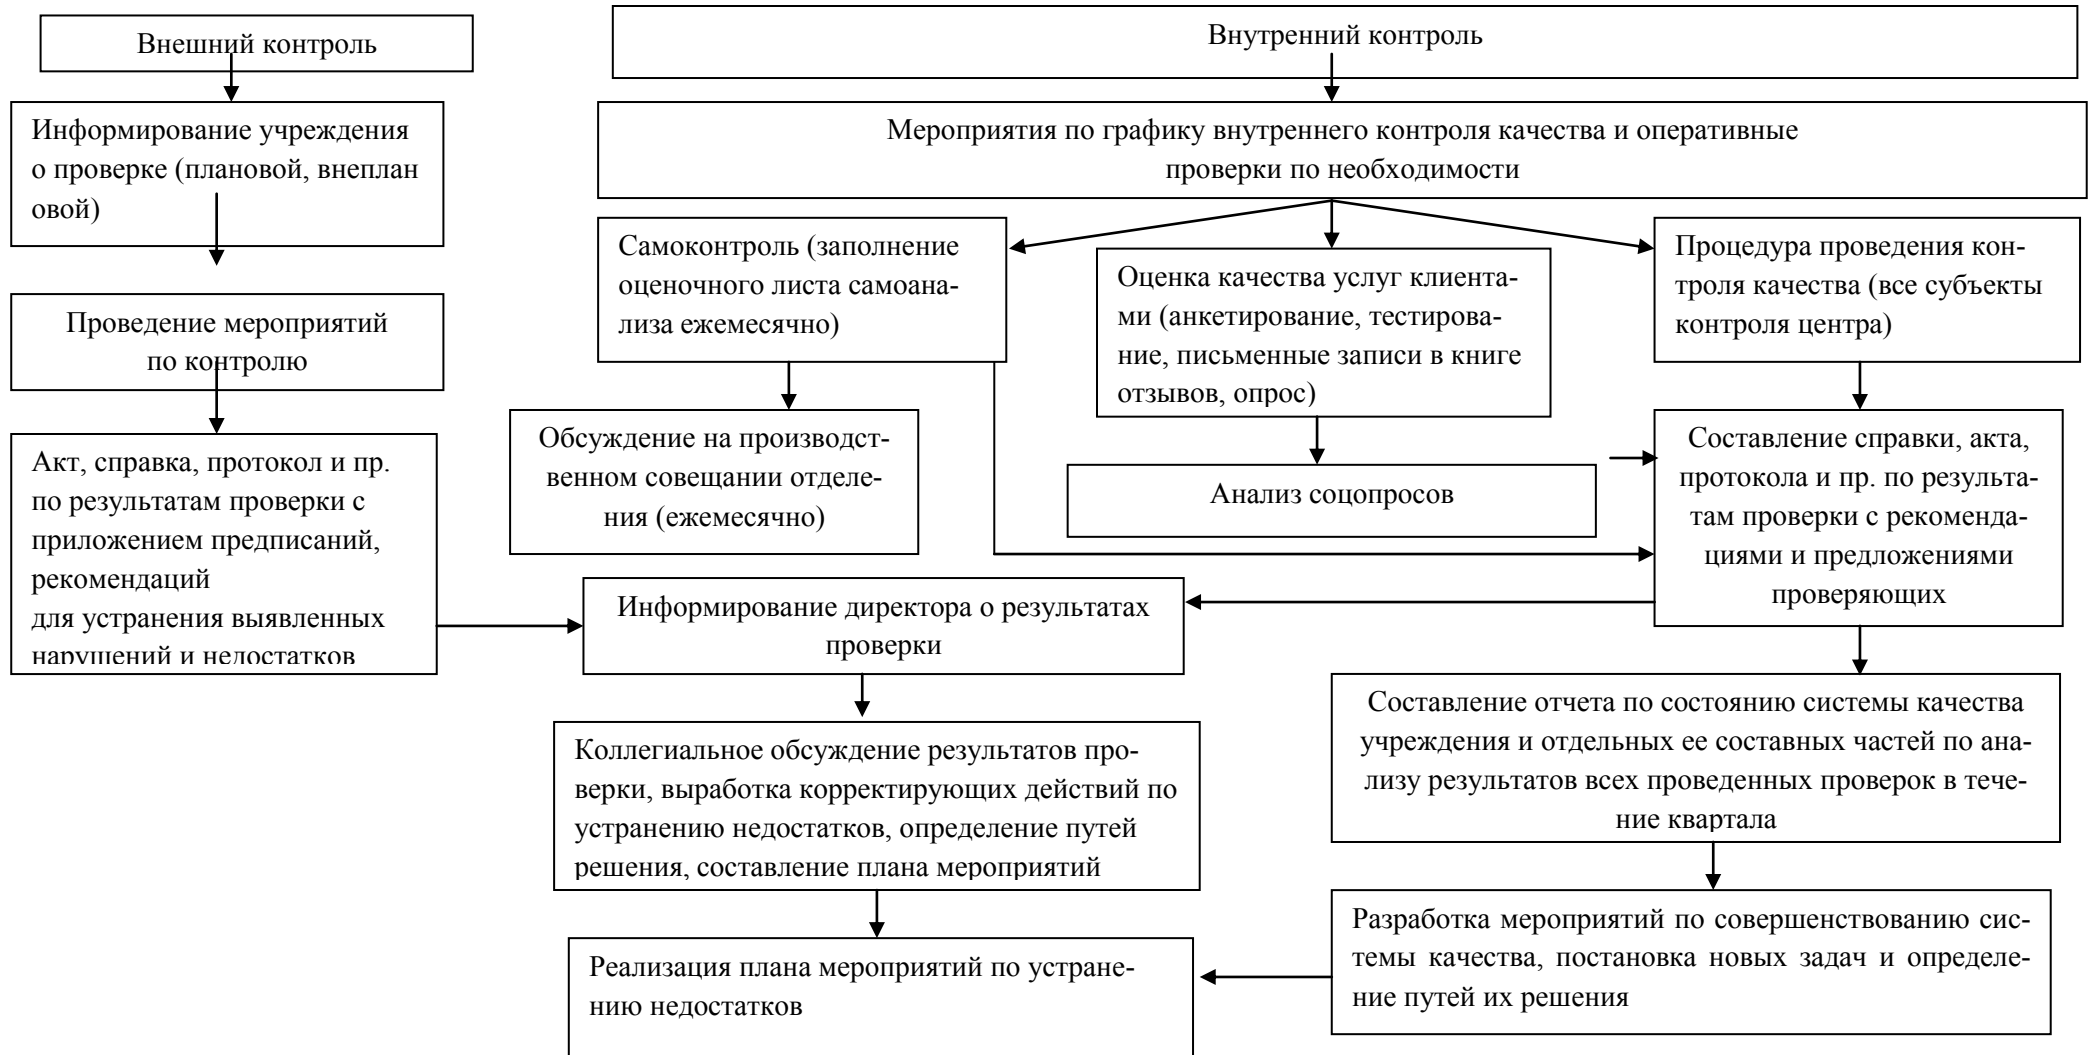 Внешний контроль
Внутренний контроль
Информирование учреждения
о проверке (плановой, внеплан
овой)
Мероприятия по графику внутреннего контроля качества и оперативные
проверки по необходимости
Самоконтроль (заполнение
оценочного листа самоана-
лиза ежемесячно)
Оценка качества услуг клиента-
ми (анкетирование, тестирова-
ние, письменные записи в книге
отзывов, опрос)
Процедура проведения кон-
троля качества (все субъекты
контроля центра)
Проведение мероприятий
по контролю
Обсуждение на производст-
венном совещании отделе-
ния (ежемесячно)
Анализ соцопросов
Составление справки, акта,
протокола и пр. по результа-
там проверки с рекоменда-
циями и предложениями
проверяющих
Акт, справка, протокол и пр.
по результатам проверки с
приложением предписаний,
рекомендаций
для устранения выявленных
нарушений и недостатков
Информирование директора о результатах
проверки
Составление отчета по состоянию системы качества
учреждения и отдельных ее составных частей по ана-
лизу результатов всех проведенных проверок в тече-
ние квартала
Коллегиальное обсуждение результатов про-
верки, выработка корректирующих действий по
устранению недостатков, определение путей
решения, составление плана мероприятий
Разработка мероприятий по совершенствованию сис-
темы качества, постановка новых задач и определе-
ние путей их решения
Реализация плана мероприятий по устране-
нию недостатков